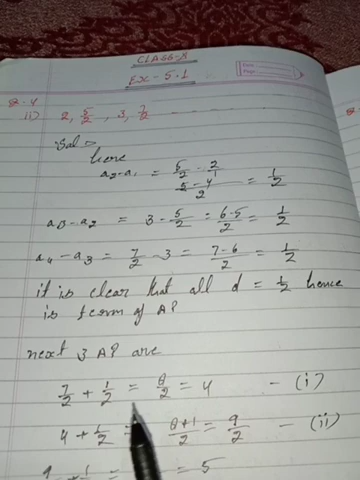 CLASS-X
EX-5.1
Q-4
ii) 2, 5/2, 3, 7/2
Sol ->
here
a2-a1 = 5/2 - 2/1
5-4/2 = 1/2
a3-a2 = 3 - 5/2 = 6-5/2 = 1/2
a4-a3 = 7/2 - 3 = 7-6/2 = 1/2
it is clear that all d = 1/2 hence
is term of AP
next 3 AP are
7/2 + 1/2 = 8/2 = 4 - (i)
4 + 1/2 = 8+1/2 = 9/2 - (ii)
= 5